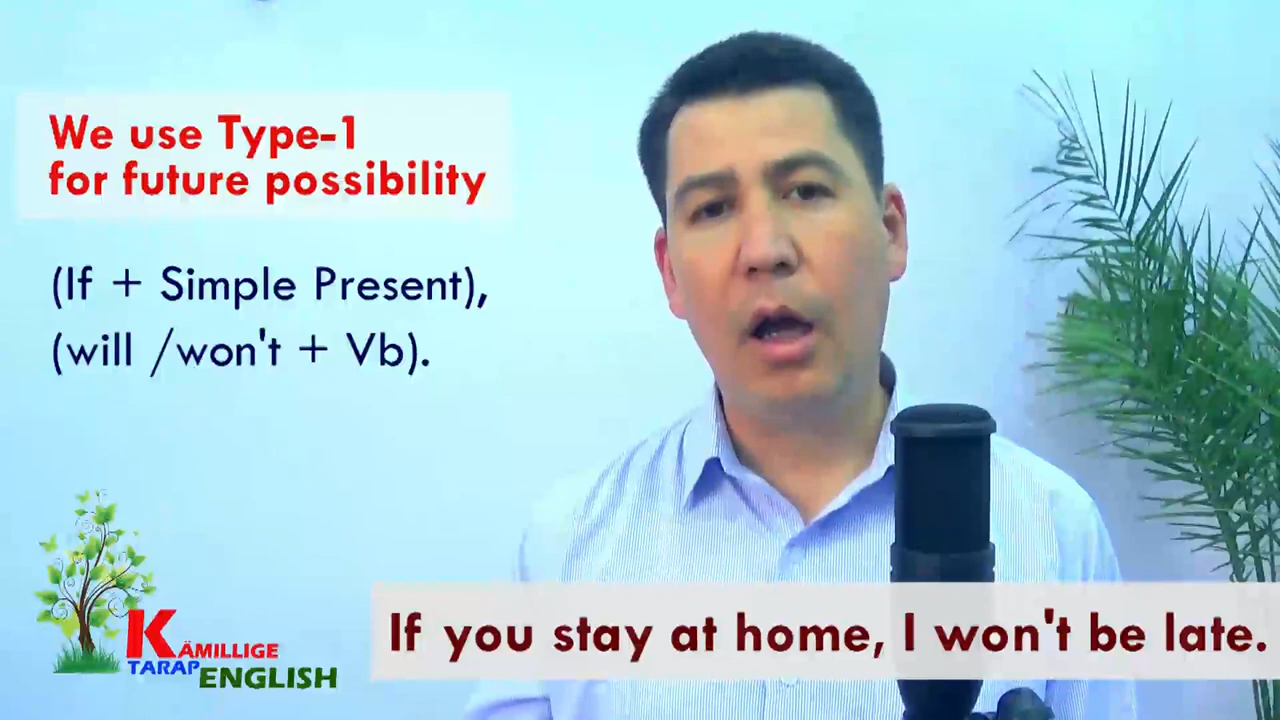 We use Type-1
for future possibility
(If + Simple Present),
(will /won't + Vb).
KÄMILLIGE
TARAP ENGLISH
If you stay at home, I won't be late.